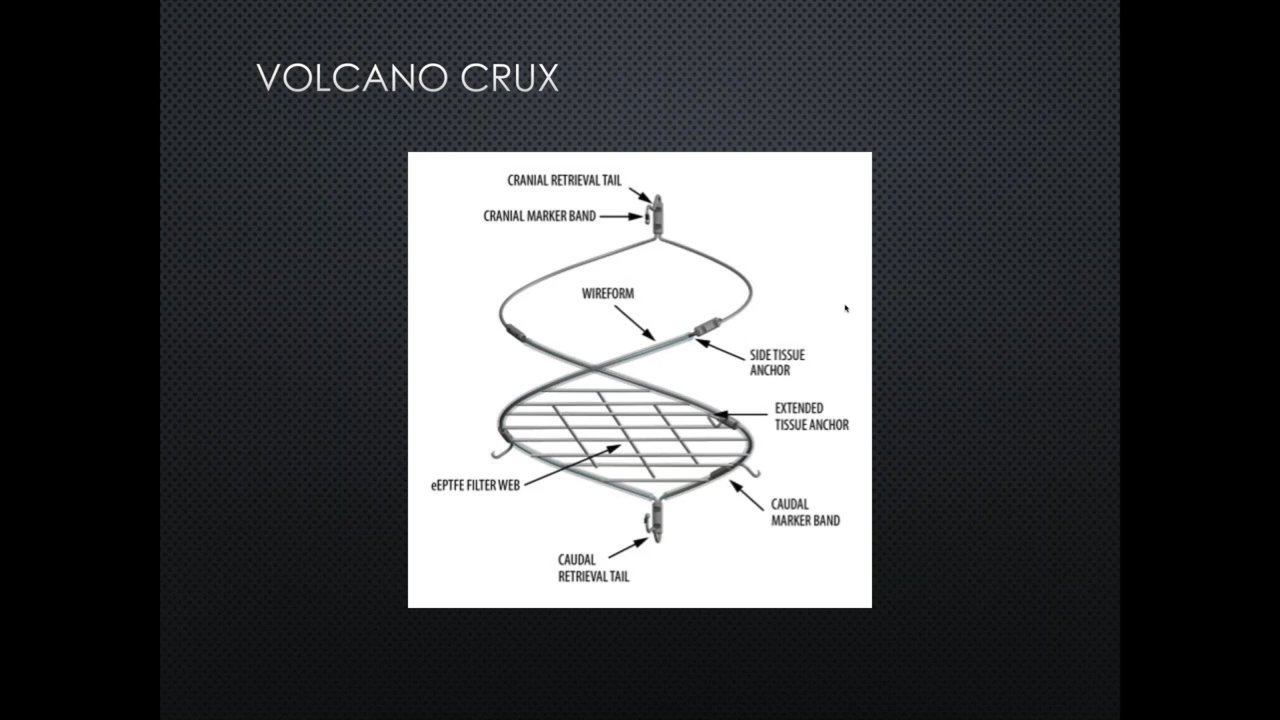 VOLCANO CRUX
CRANIAL RETRIEVAL TAIL
CRANIAL MARKER BAND
WIREFORM
SIDE TISSUE
ANCHOR
EXTENDED
TISSUE ANCHOR
eEPTFE FILTER WEB
CAUDAL
MARKER BAND
CAUDAL
RETRIEVAL TAIL